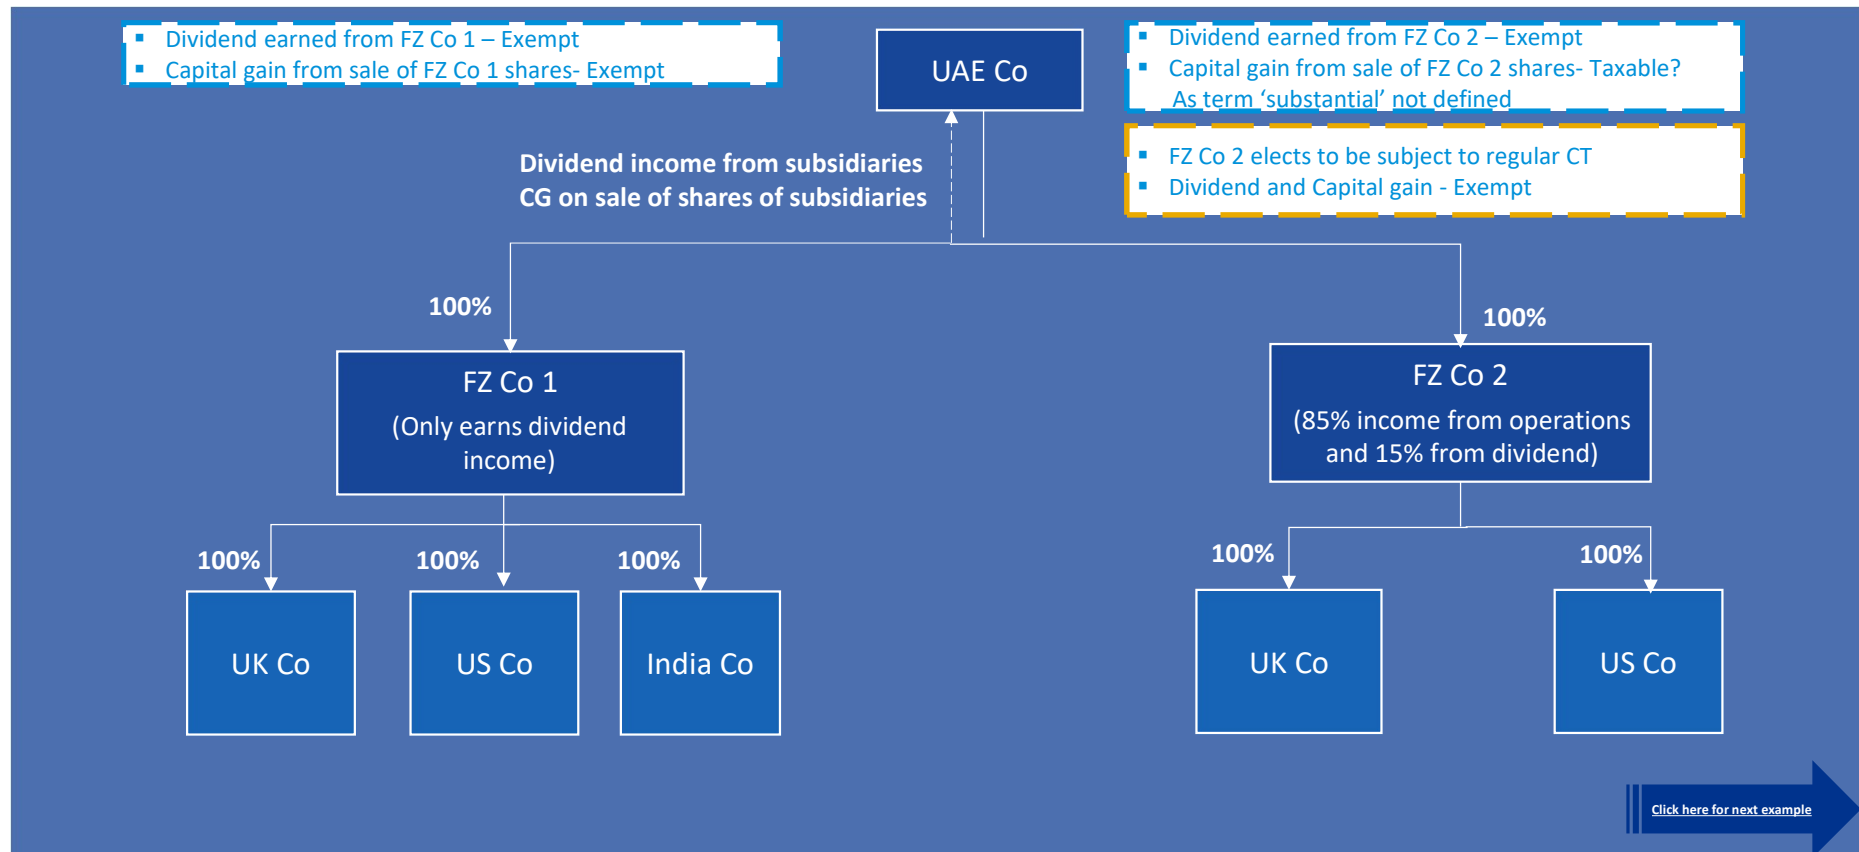 ▪ Dividend earned from FZ Co 1 – Exempt
▪ Capital gain from sale of FZ Co 1 shares- Exempt
UAE Co
▪ Dividend earned from FZ Co 2 – Exempt
▪ Capital gain from sale of FZ Co 2 shares- Taxable?
As term ‘substantial’ not defined
▪ FZ Co 2 elects to be subject to regular CT
▪ Dividend and Capital gain - Exempt
Dividend income from subsidiaries
CG on sale of shares of subsidiaries
100%
100%
FZ Co 1
(Only earns dividend
income)
FZ Co 2
(85% income from operations
and 15% from dividend)
100%
100%
100%
100%
100%
UK Co
US Co
India Co
UK Co
US Co
Click here for next example